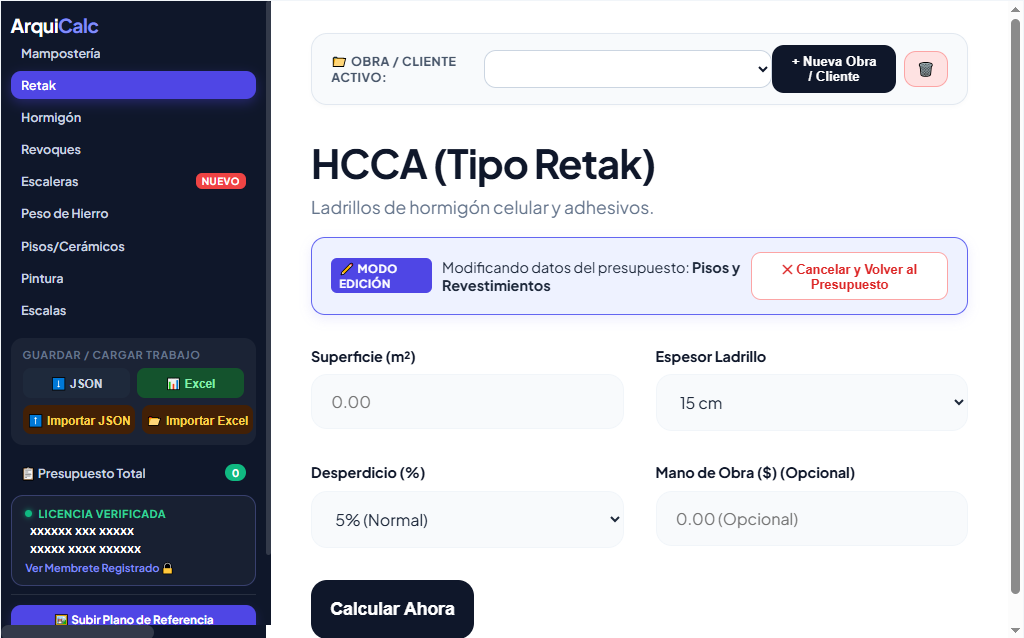 ArquiCalc
Mampostería
Retak
Hormigón
Revoques
Escaleras NUEVO
Peso de Hierro
Pisos/Cerámicos
Pintura
Escalas
GUARDAR / CARGAR TRABAJO
JSON
Excel
Importar JSON
Importar Excel
Presupuesto Total 0
LICENCIA VERIFICADA
xxxxxx xxx xxxxx
xxxxx xxxx xxxxxx
Ver Membrete Registrado
Subir Plano de Referencia
OBRA / CLIENTE
ACTIVO:
+ Nueva Obra
/ Cliente
HCCA (Tipo Retak)
Ladrillos de hormigón celular y adhesivos.
MODO
EDICIÓN
Modificando datos del presupuesto: Pisos y
Revestimientos
Cancelar y Volver al
Presupuesto
Superficie (m²)
0.00
Espesor Ladrillo
15 cm
Desperdicio (%)
5% (Normal)
Mano de Obra ($) (Opcional)
0.00 (Opcional)
Calcular Ahora